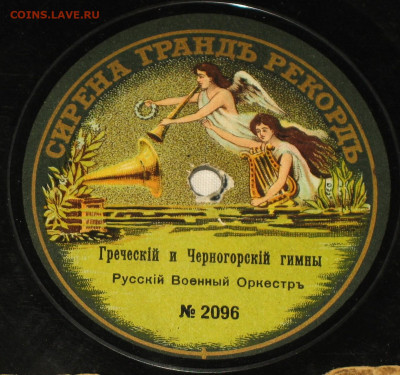 COINS.LAVE.RU
СИРЕНА ГРАНДЪ РЕКОРДЪ
Греческій и Черногорскій гимны
Русскій Военный Оркестръ
№ 2096